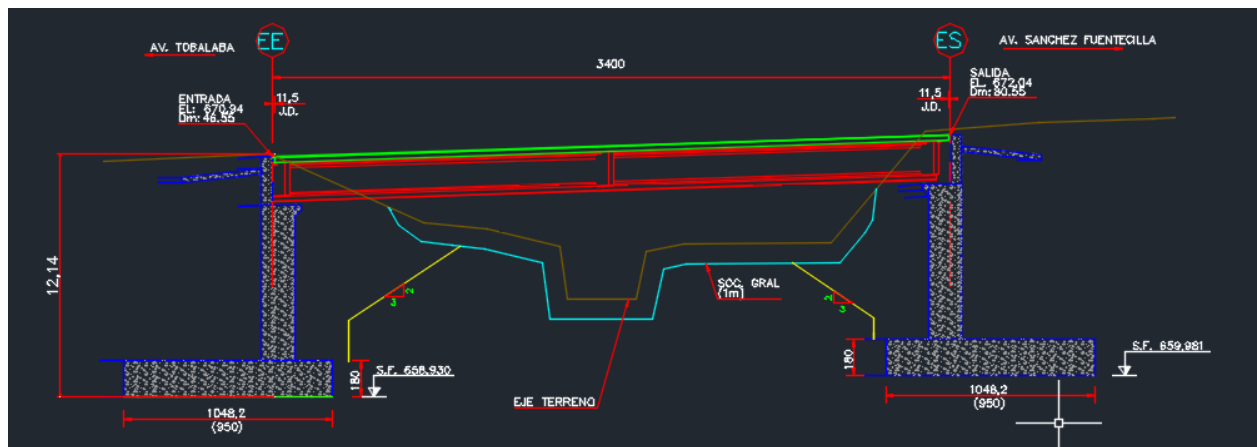 AV. TOBALABA
EE
ES
AV. SANCHEZ FUENTECILLA
3400
ENTRADA
EL: 670.94
Dm: 46.55
11,5
J.D.
11,5
J.D.
SALIDA
EL. 672,04
Dm: 80.55
12,14
2
3
SOC. GRAL
(1m)
2
3
180
S.F. 658,930
180
S.F. 659,981
EJE TERRENO
1048,2
(950)
1048,2
(950)